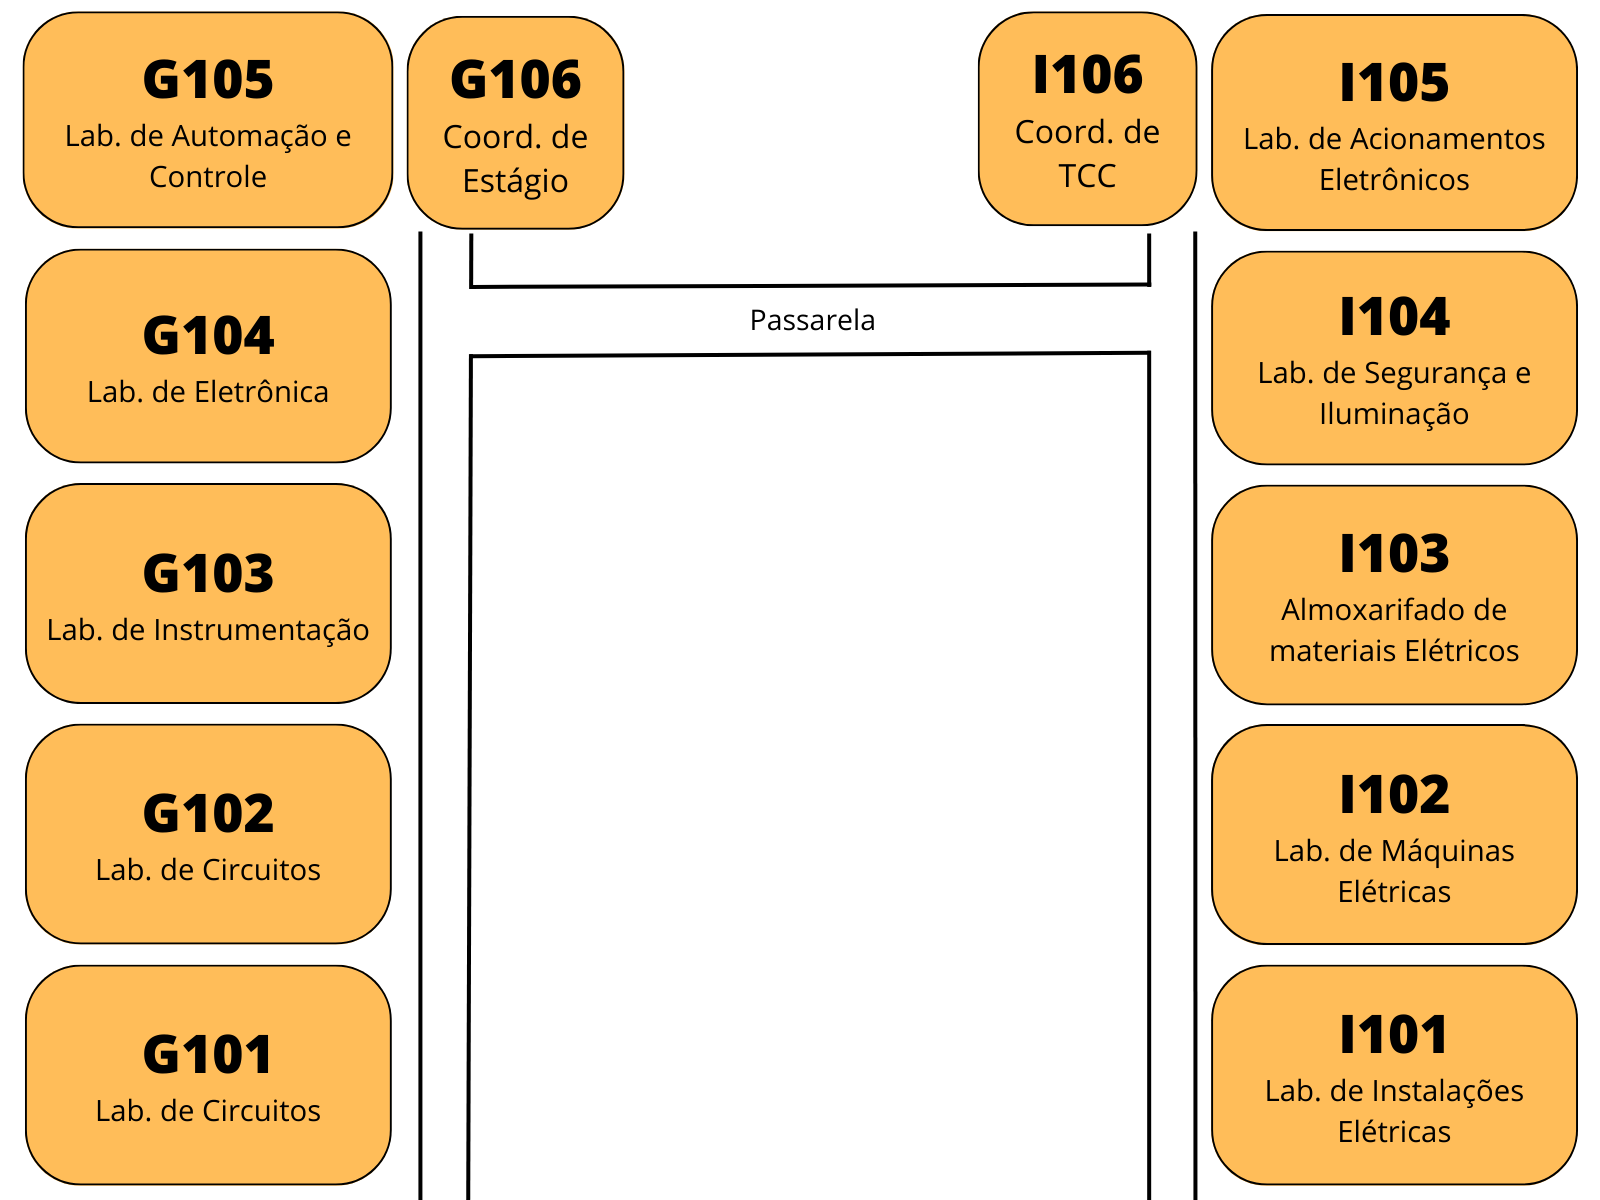 G105
Lab. de Automação e
Controle
G106
Coord. de
Estágio
I106
Coord. de
TCC
I105
Lab. de Acionamentos
Eletrônicos
Passarela
G104
Lab. de Eletrônica
I104
Lab. de Segurança e
Iluminação
G103
Lab. de Instrumentação
I103
Almoxarifado de
materiais Elétricos
G102
Lab. de Circuitos
I102
Lab. de Máquinas
Elétricas
G101
Lab. de Circuitos
I101
Lab. de Instalações
Elétricas